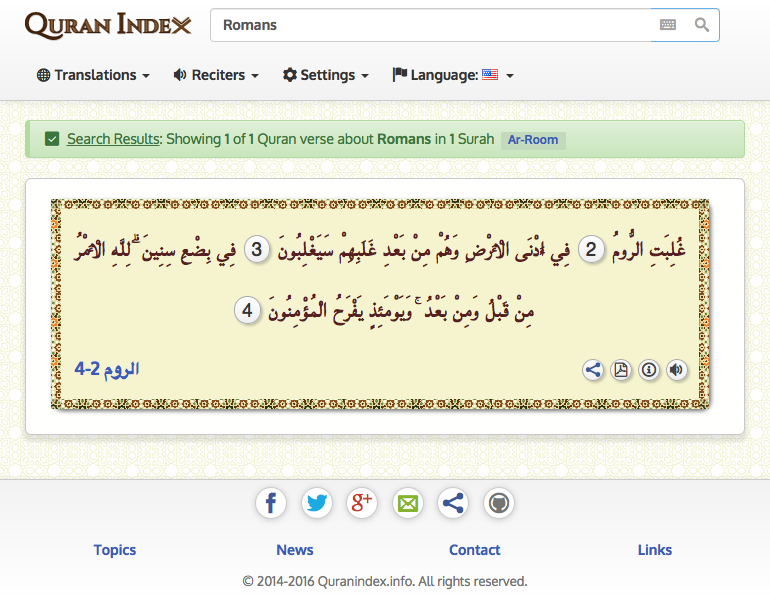 QURAN INDEX
Romans
Translations Reciters Settings Language:
Search Results: Showing 1 of 1 Quran verse about Romans in 1 Surah Ar-Room
غُلِبَتِ الرُّومُ 2 فِي أَدْنَى الْأَرْضِ وَهُمْ مِنْ بَعْدِ غَلَبِهِمْ سَيَغْلِبُونَ 3 فِي بِضْعِ سِنِينَ ۗ لِلَّهِ الْأَمْرُ
مِنْ قَبْلُ وَمِنْ بَعْدُ ۚ وَيَوْمَئِذٍ يَفْرَحُ الْمُؤْمِنُونَ 4
الروم 2-4
f g+
Topics News Contact Links
© 2014-2016 Quranindex.info. All rights reserved.